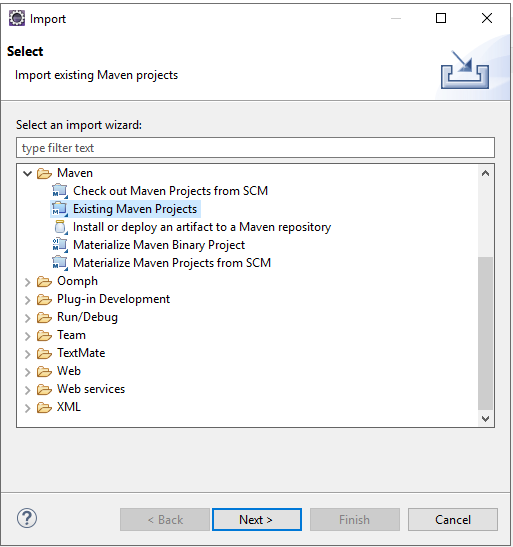 Import
Select
Import existing Maven projects
Select an import wizard:
type filter text
Maven
Check out Maven Projects from SCM
Existing Maven Projects
Install or deploy an artifact to a Maven repository
Materialize Maven Binary Project
Materialize Maven Projects from SCM
Oomph
Plug-in Development
Run/Debug
Team
TextMate
Web
Web services
XML
? < Back Next > Finish Cancel